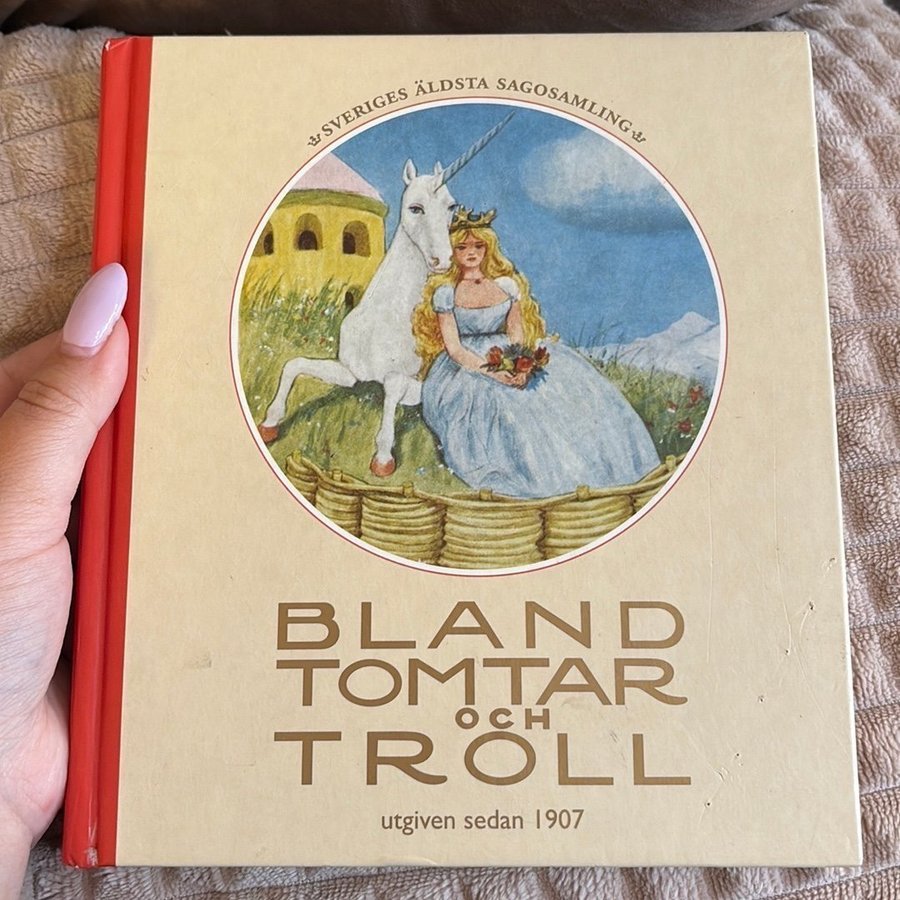 SVERIGES ÄLDSTA SAGOSAMLING
BLAND
TOMTAR
OCH
TROLL
utgiven sedan 1907